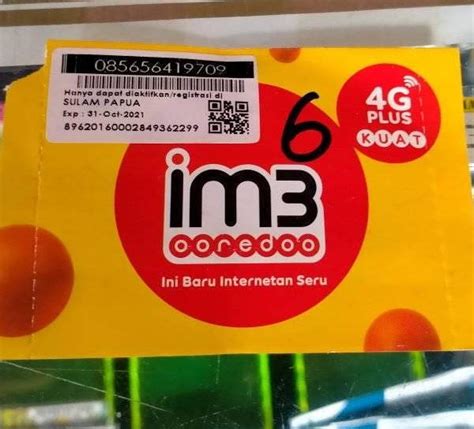 085656419709
Hanya dapat diaktifkan/registrasi di
SULAM PAPUA
Exp : 31-Oct-2021
89620160002849362299
6
4G
PLUS
KUAT
im3
ooredoo
Ini Baru Internetan Seru